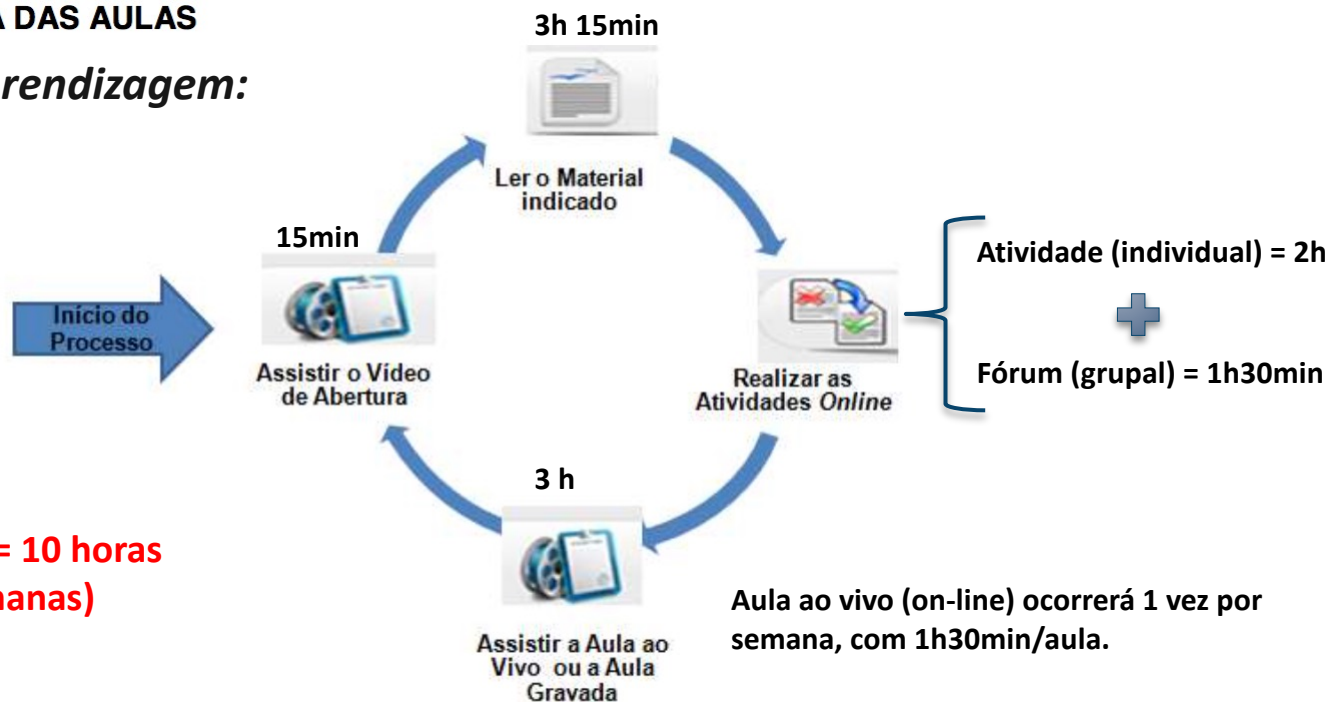 DAS AULAS
3h 15min
Ler o Material
indicado
15min
Início do
Processo
Assistir o Vídeo
de Abertura
Realizar as
Atividades Online
Atividade (individual) = 2h
Fórum (grupal) = 1h30min
3 h
Assistir a Aula ao
Vivo ou a Aula
Gravada
= 10 horas
Aula ao vivo (on-line) ocorrerá 1 vez por
semana, com 1h30min/aula.